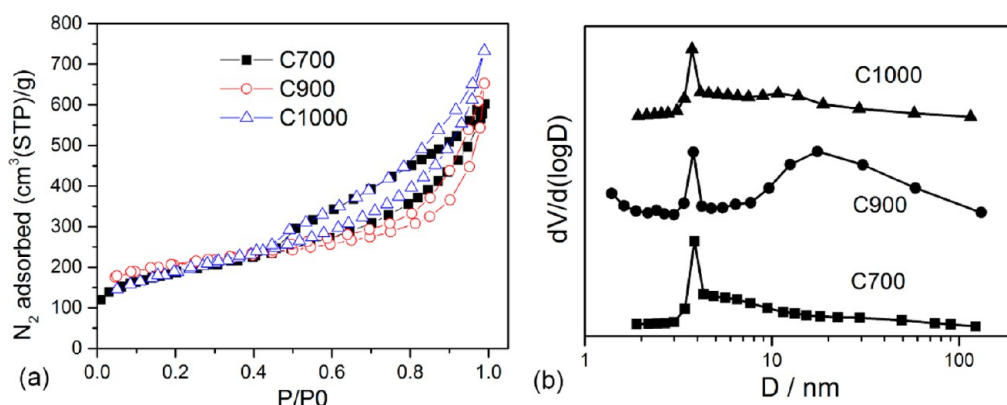 800
700
600
500
400
300
200
100
0
N₂ adsorbed (cm³(STP)/g)
C700
C900
C1000
0.0 0.2 0.4 0.6 0.8 1.0
P/P0
(a)
dV/d(logD)
C1000
C900
C700
1 10 100
D / nm
(b)